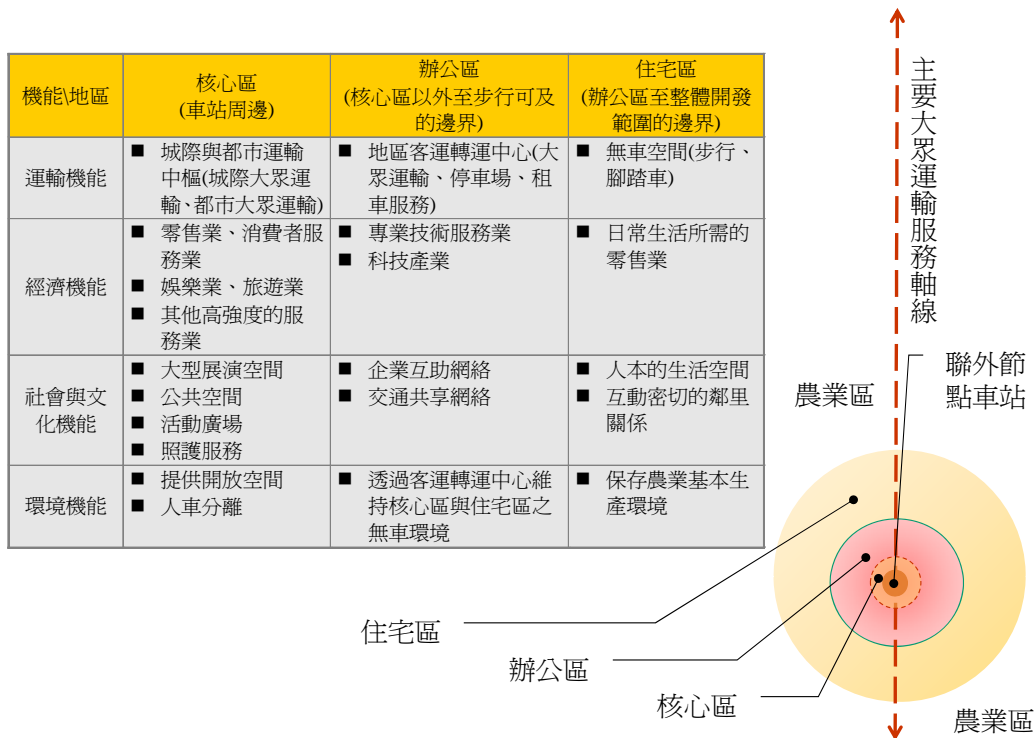 機能\地區
核心區
(車站周邊)
辦公區
(核心區以外至步行可及
的邊界)
住宅區
(辦公區至整體開發
範圍的邊界)
運輸機能
■ 城際與都市運輸
中樞(城際大眾運
輸、都市大眾運輸)
■ 地區客運轉運中心(大
眾運輸、停車場、租
車服務)
■ 無車空間(步行、
腳踏車)
經濟機能
■ 零售業、消費者服
務業
■ 娛樂業、旅遊業
■ 其他高強度的服
務業
■ 專業技術服務業
■ 科技產業
■ 日常生活所需的
零售業
社會與文
化機能
■ 大型展演空間
■ 公共空間
■ 活動廣場
■ 照護服務
■ 企業互助網絡
■ 交通共享網絡
■ 人本的生活空間
■ 互動密切的鄰里
關係
環境機能
■ 提供開放空間
■ 人車分離
■ 透過客運轉運中心維
持核心區與住宅區之
無車環境
■ 保存農業基本生
產環境
主要大眾運輸服務軸線
聯外節
點車站
農業區
住宅區
辦公區
核心區
農業區